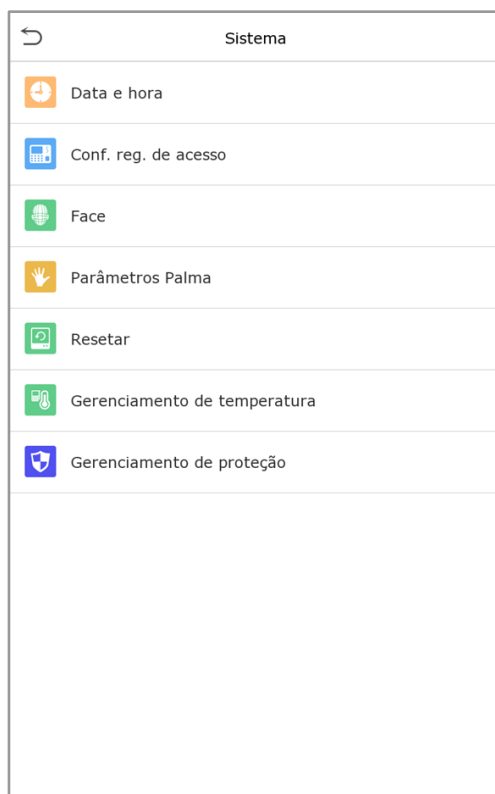 Sistema
Data e hora
Conf. reg. de acesso
Face
Parâmetros Palma
Resetar
Gerenciamento de temperatura
Gerenciamento de proteção